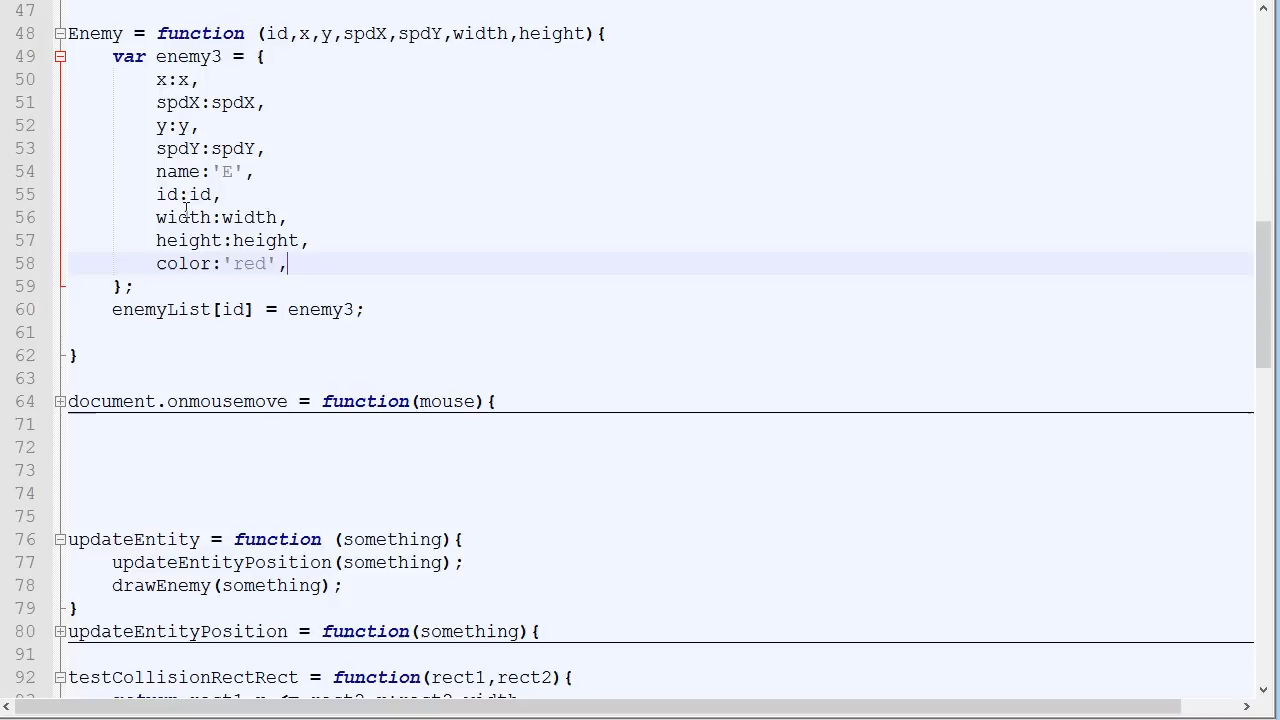 47
48 Enemy = function (id,x,y,spdX,spdY,width,height){
49 var enemy3 = {
50 x:x,
51 spdX:spdX,
52 y:y,
53 spdY:spdY,
54 name:'E',
55 id:id,
56 width:width,
57 height:height,
58 color:'red',
59 };
60 enemyList[id] = enemy3;
61
62 }
63
64 document.onmousemove = function(mouse){
71
72
73
74
75
76 updateEntity = function (something){
77 updateEntityPosition(something);
78 drawEnemy(something);
79 }
80 updateEntityPosition = function(something){
91
92 testCollisionRectRect = function(rect1,rect2){